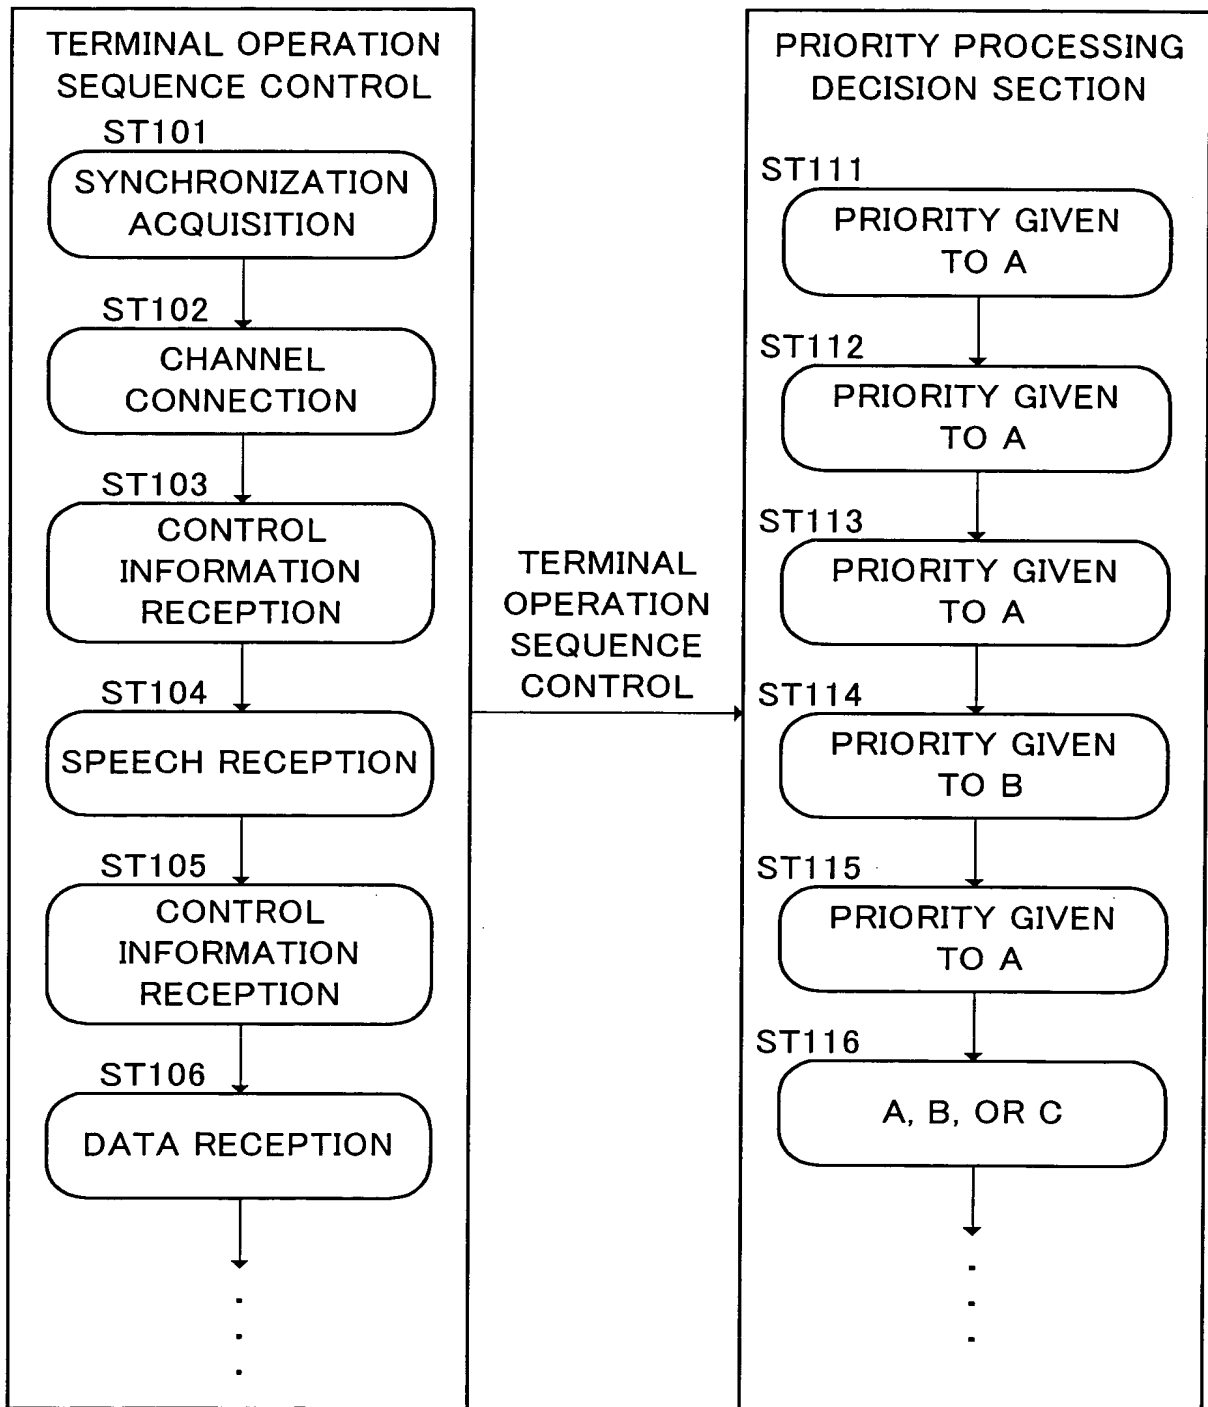 TERMINAL OPERATION
SEQUENCE CONTROL
ST101
SYNCHRONIZATION
ACQUISITION
ST102
CHANNEL
CONNECTION
ST103
CONTROL
INFORMATION
RECEPTION
ST104
SPEECH RECEPTION
ST105
CONTROL
INFORMATION
RECEPTION
ST106
DATA RECEPTION
TERMINAL
OPERATION
SEQUENCE
CONTROL
PRIORITY PROCESSING
DECISION SECTION
ST111
PRIORITY GIVEN
TO A
ST112
PRIORITY GIVEN
TO A
ST113
PRIORITY GIVEN
TO A
ST114
PRIORITY GIVEN
TO B
ST115
PRIORITY GIVEN
TO A
ST116
A, B, OR C